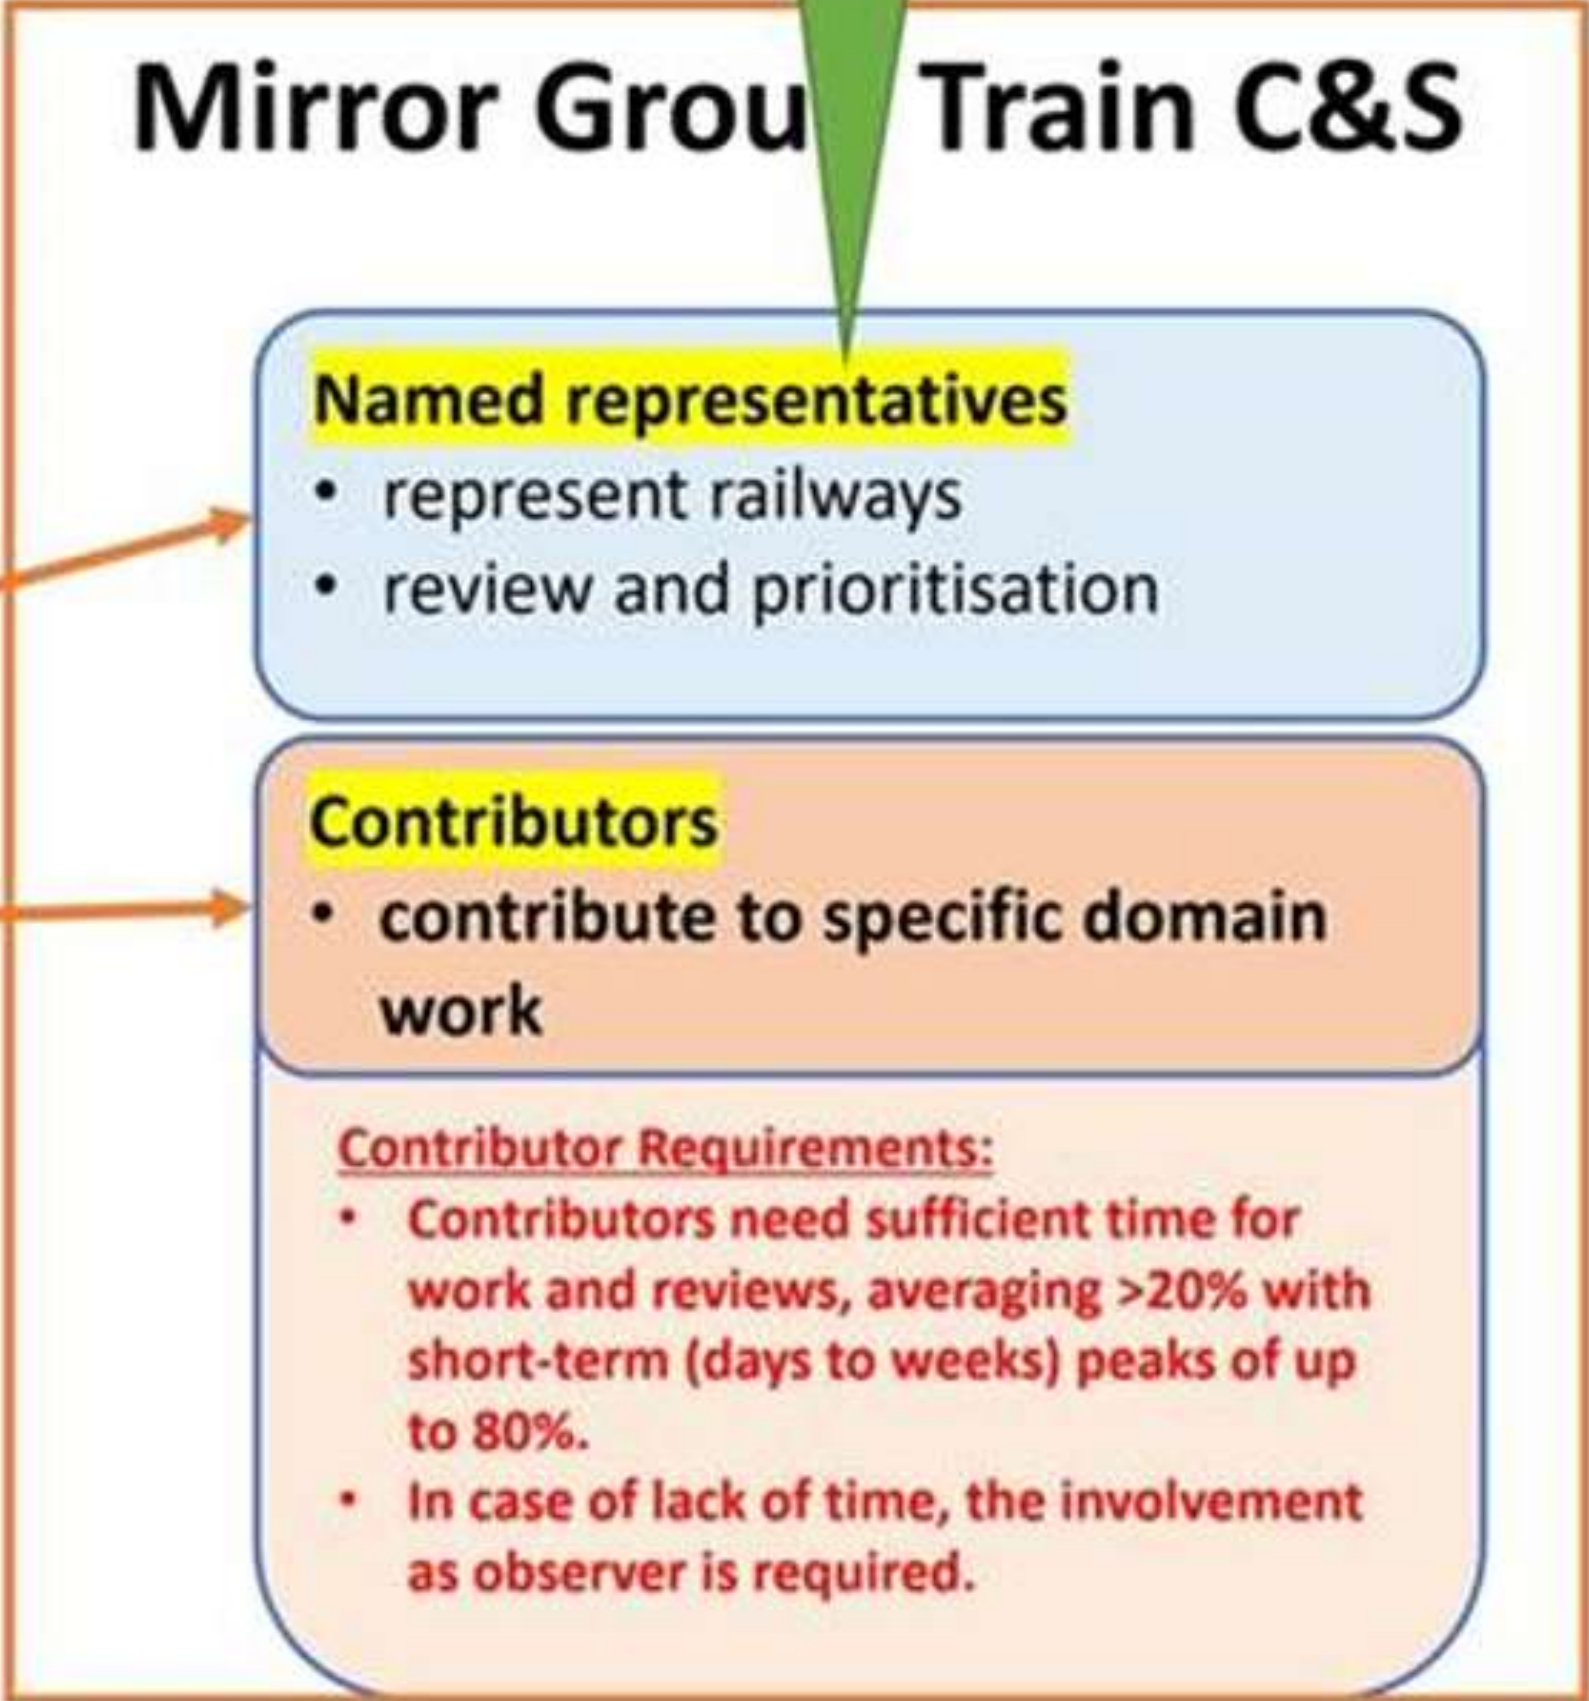 Mirror Grou Train C&S
Named representatives
• represent railways
• review and prioritisation
Contributors
• contribute to specific domain
work
Contributor Requirements:
• Contributors need sufficient time for
work and reviews, averaging >20% with
short-term (days to weeks) peaks of up
to 80%.
• In case of lack of time, the involvement
as observer is required.